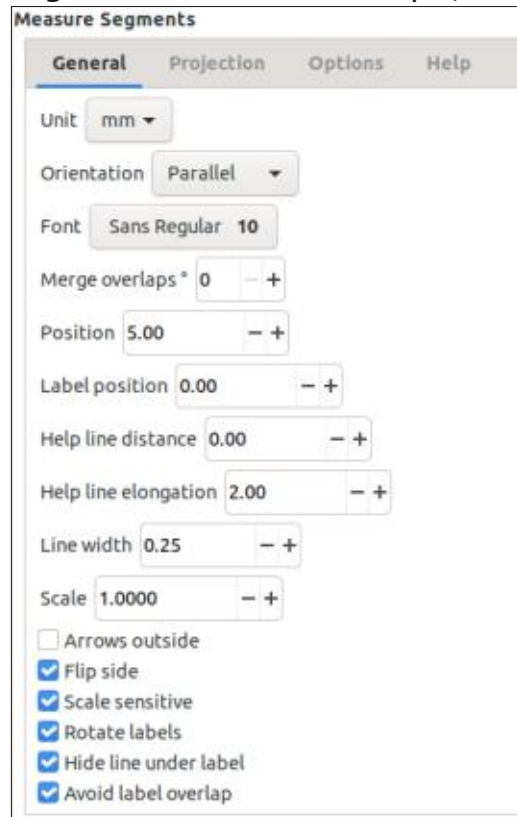 Measure Segments
General Projection Options Help
Unit mm
Orientation Parallel
Font Sans Regular 10
Merge overlaps ° 0 − +
Position 5.00 − +
Label position 0.00 − +
Help line distance 0.00 − +
Help line elongation 2.00 − +
Line width 0.25 − +
Scale 1.0000 − +
Arrows outside
Flip side
Scale sensitive
Rotate labels
Hide line under label
Avoid label overlap